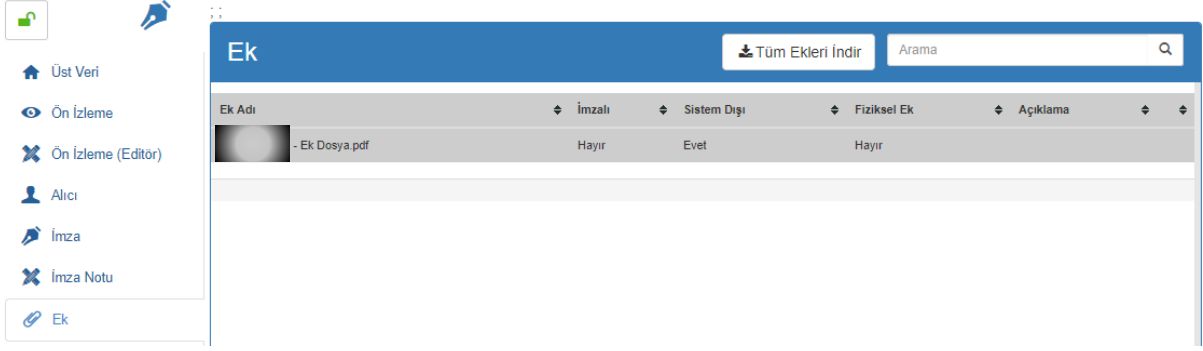 ; ;
Ek
Tüm Ekleri İndir
Arama
Üst Veri
Ön İzleme
Ön İzleme (Editör)
Alıcı
İmza
İmza Notu
Ek
Ek Adı İmzalı Sistem Dışı Fiziksel Ek Açıklama
- Ek Dosya.pdf Hayır Evet Hayır